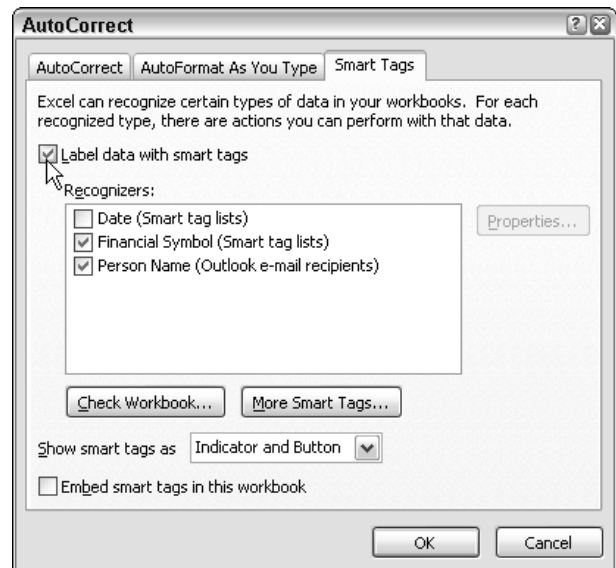 AutoCorrect
AutoCorrect AutoFormat As You Type Smart Tags
Excel can recognize certain types of data in your workbooks. For each
recognized type, there are actions you can perform with that data.
Label data with smart tags
Recognizers:
Date (Smart tag lists)
Properties...
Financial Symbol (Smart tag lists)
Person Name (Outlook e-mail recipients)
Check Workbook... More Smart Tags...
Show smart tags as Indicator and Button
Embed smart tags in this workbook
OK Cancel